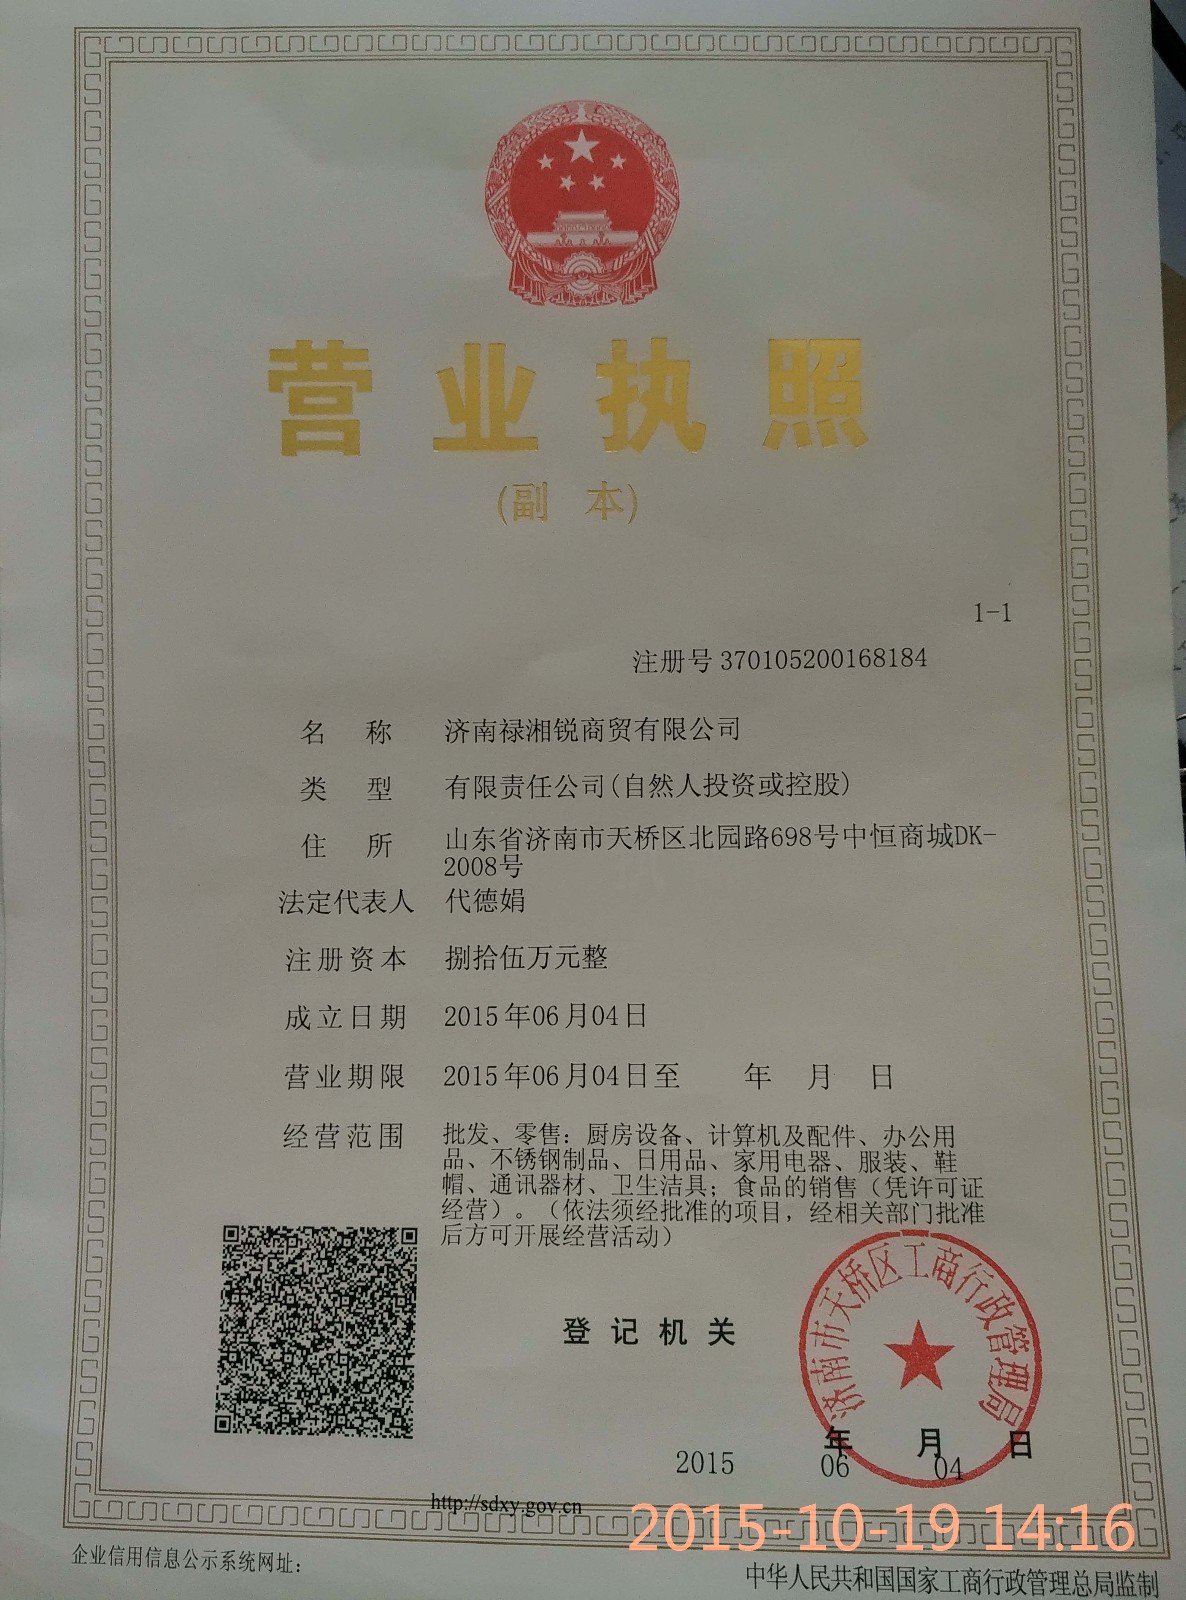 营业执照
(副 本)
1-1
注册号 370105200168184
名 称 济南禄湘锐商贸有限公司
类 型 有限责任公司(自然人投资或控股)
住 所 山东省济南市天桥区北园路698号中恒商城DK-
2008号
法定代表人 代德娟
注册资本 捌拾伍万元整
成立日期 2015年06月04日
营业期限 2015年06月04日至 年 月 日
经营范围 批发、零售：厨房设备、计算机及配件、办公用
品、不锈钢制品、日用品、家用电器、服装、鞋
帽、通讯器材、卫生洁具；食品的销售（凭许可证
经营）。（依法须经批准的项目，经相关部门批准
后方可开展经营活动）
济南市天桥区工商行政管理局
登记机关
年 月 日
2015 06 04
http://sdxy.gov.cn
2015-10-19 14:16
企业信用信息公示系统网址：
中华人民共和国国家工商行政管理总局监制